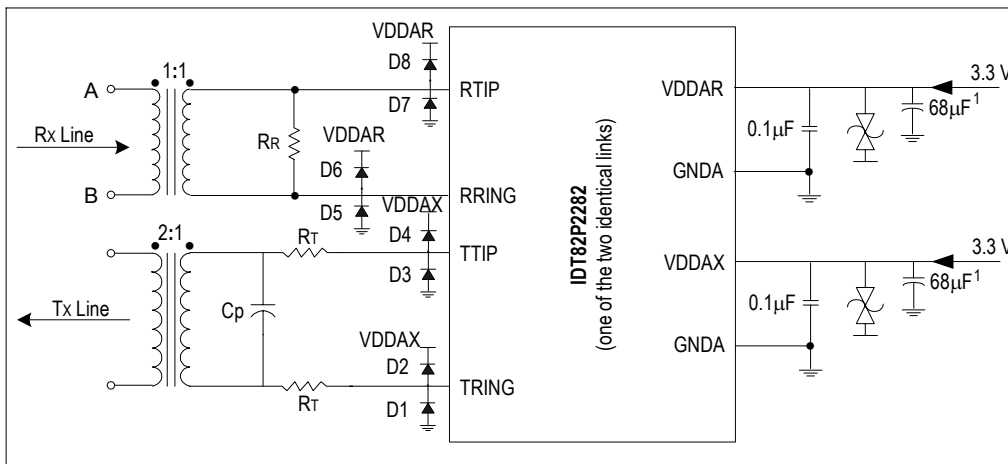 VDDAR
D8
D7
RTIP
A
1:1
Rx Line
RR
VDDAR
D6
D5
B
RRING
VDDAX
2:1
RT
D4
D3
TTIP
Tx Line
Cp
VDDAX
D2
D1
RT
TRING
IDT82P2282
(one of the two identical links)
VDDAR
3.3 V
0.1µF
68µF1
GNDA
VDDAX
3.3 V
0.1µF
68µF1
GNDA